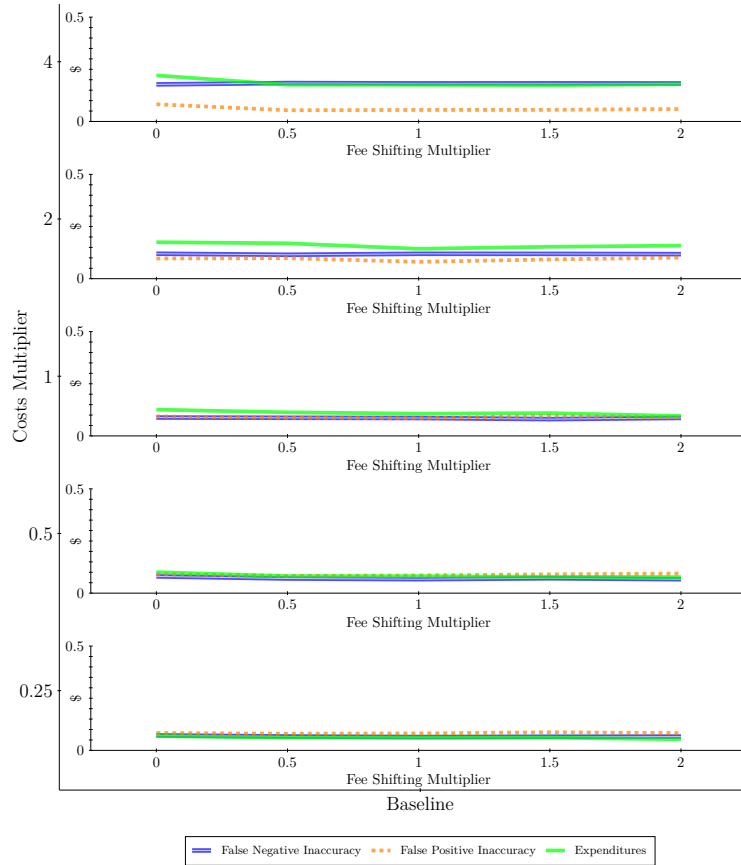 0.5
4
$
0
0 0.5 1 1.5 2
Fee Shifting Multiplier
0.5
2
$
0
0 0.5 1 1.5 2
Fee Shifting Multiplier
0.5
1
$
0
0 0.5 1 1.5 2
Fee Shifting Multiplier
Costs Multiplier
0.5
0.5
$
0
0 0.5 1 1.5 2
Fee Shifting Multiplier
0.5
0.25
$
0
0 0.5 1 1.5 2
Fee Shifting Multiplier
Baseline
False Negative Inaccuracy False Positive Inaccuracy Expenditures